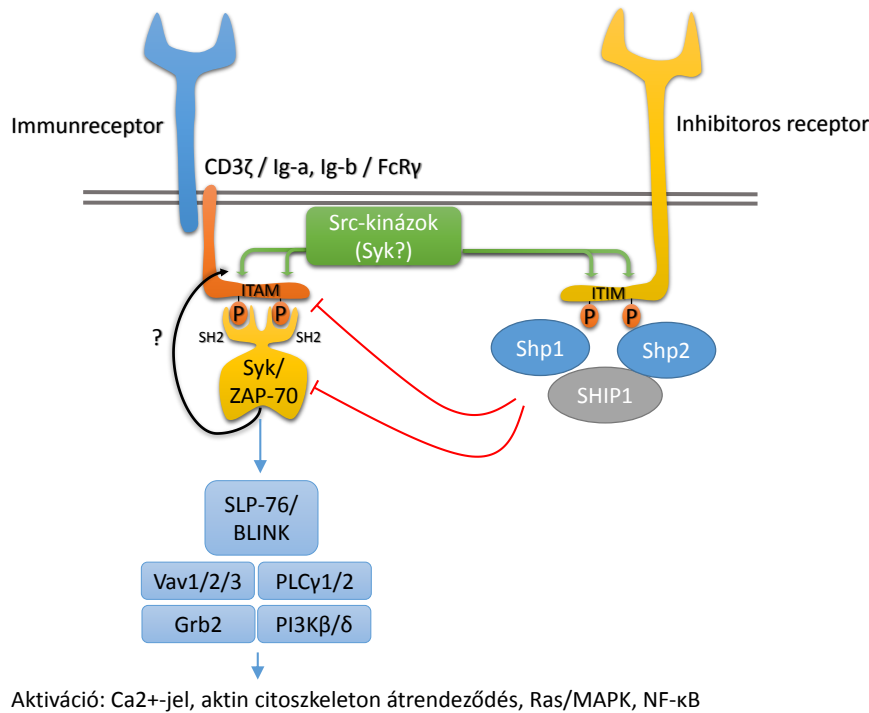 Immunreceptor
Inhibitoros receptor
CD3ζ / Ig-a, Ig-b / FcRγ
Src-kinázok
(Syk?)
ITAM
ITIM
P
P
P
P
SH2
SH2
?
Syk/
ZAP-70
Shp1
Shp2
SHIP1
SLP-76/
BLINK
Vav1/2/3
PLCγ1/2
Grb2
PI3Kβ/δ
Aktiváció: Ca2+-jel, aktin citoszkeleton átrendeződés, Ras/MAPK, NF-κB